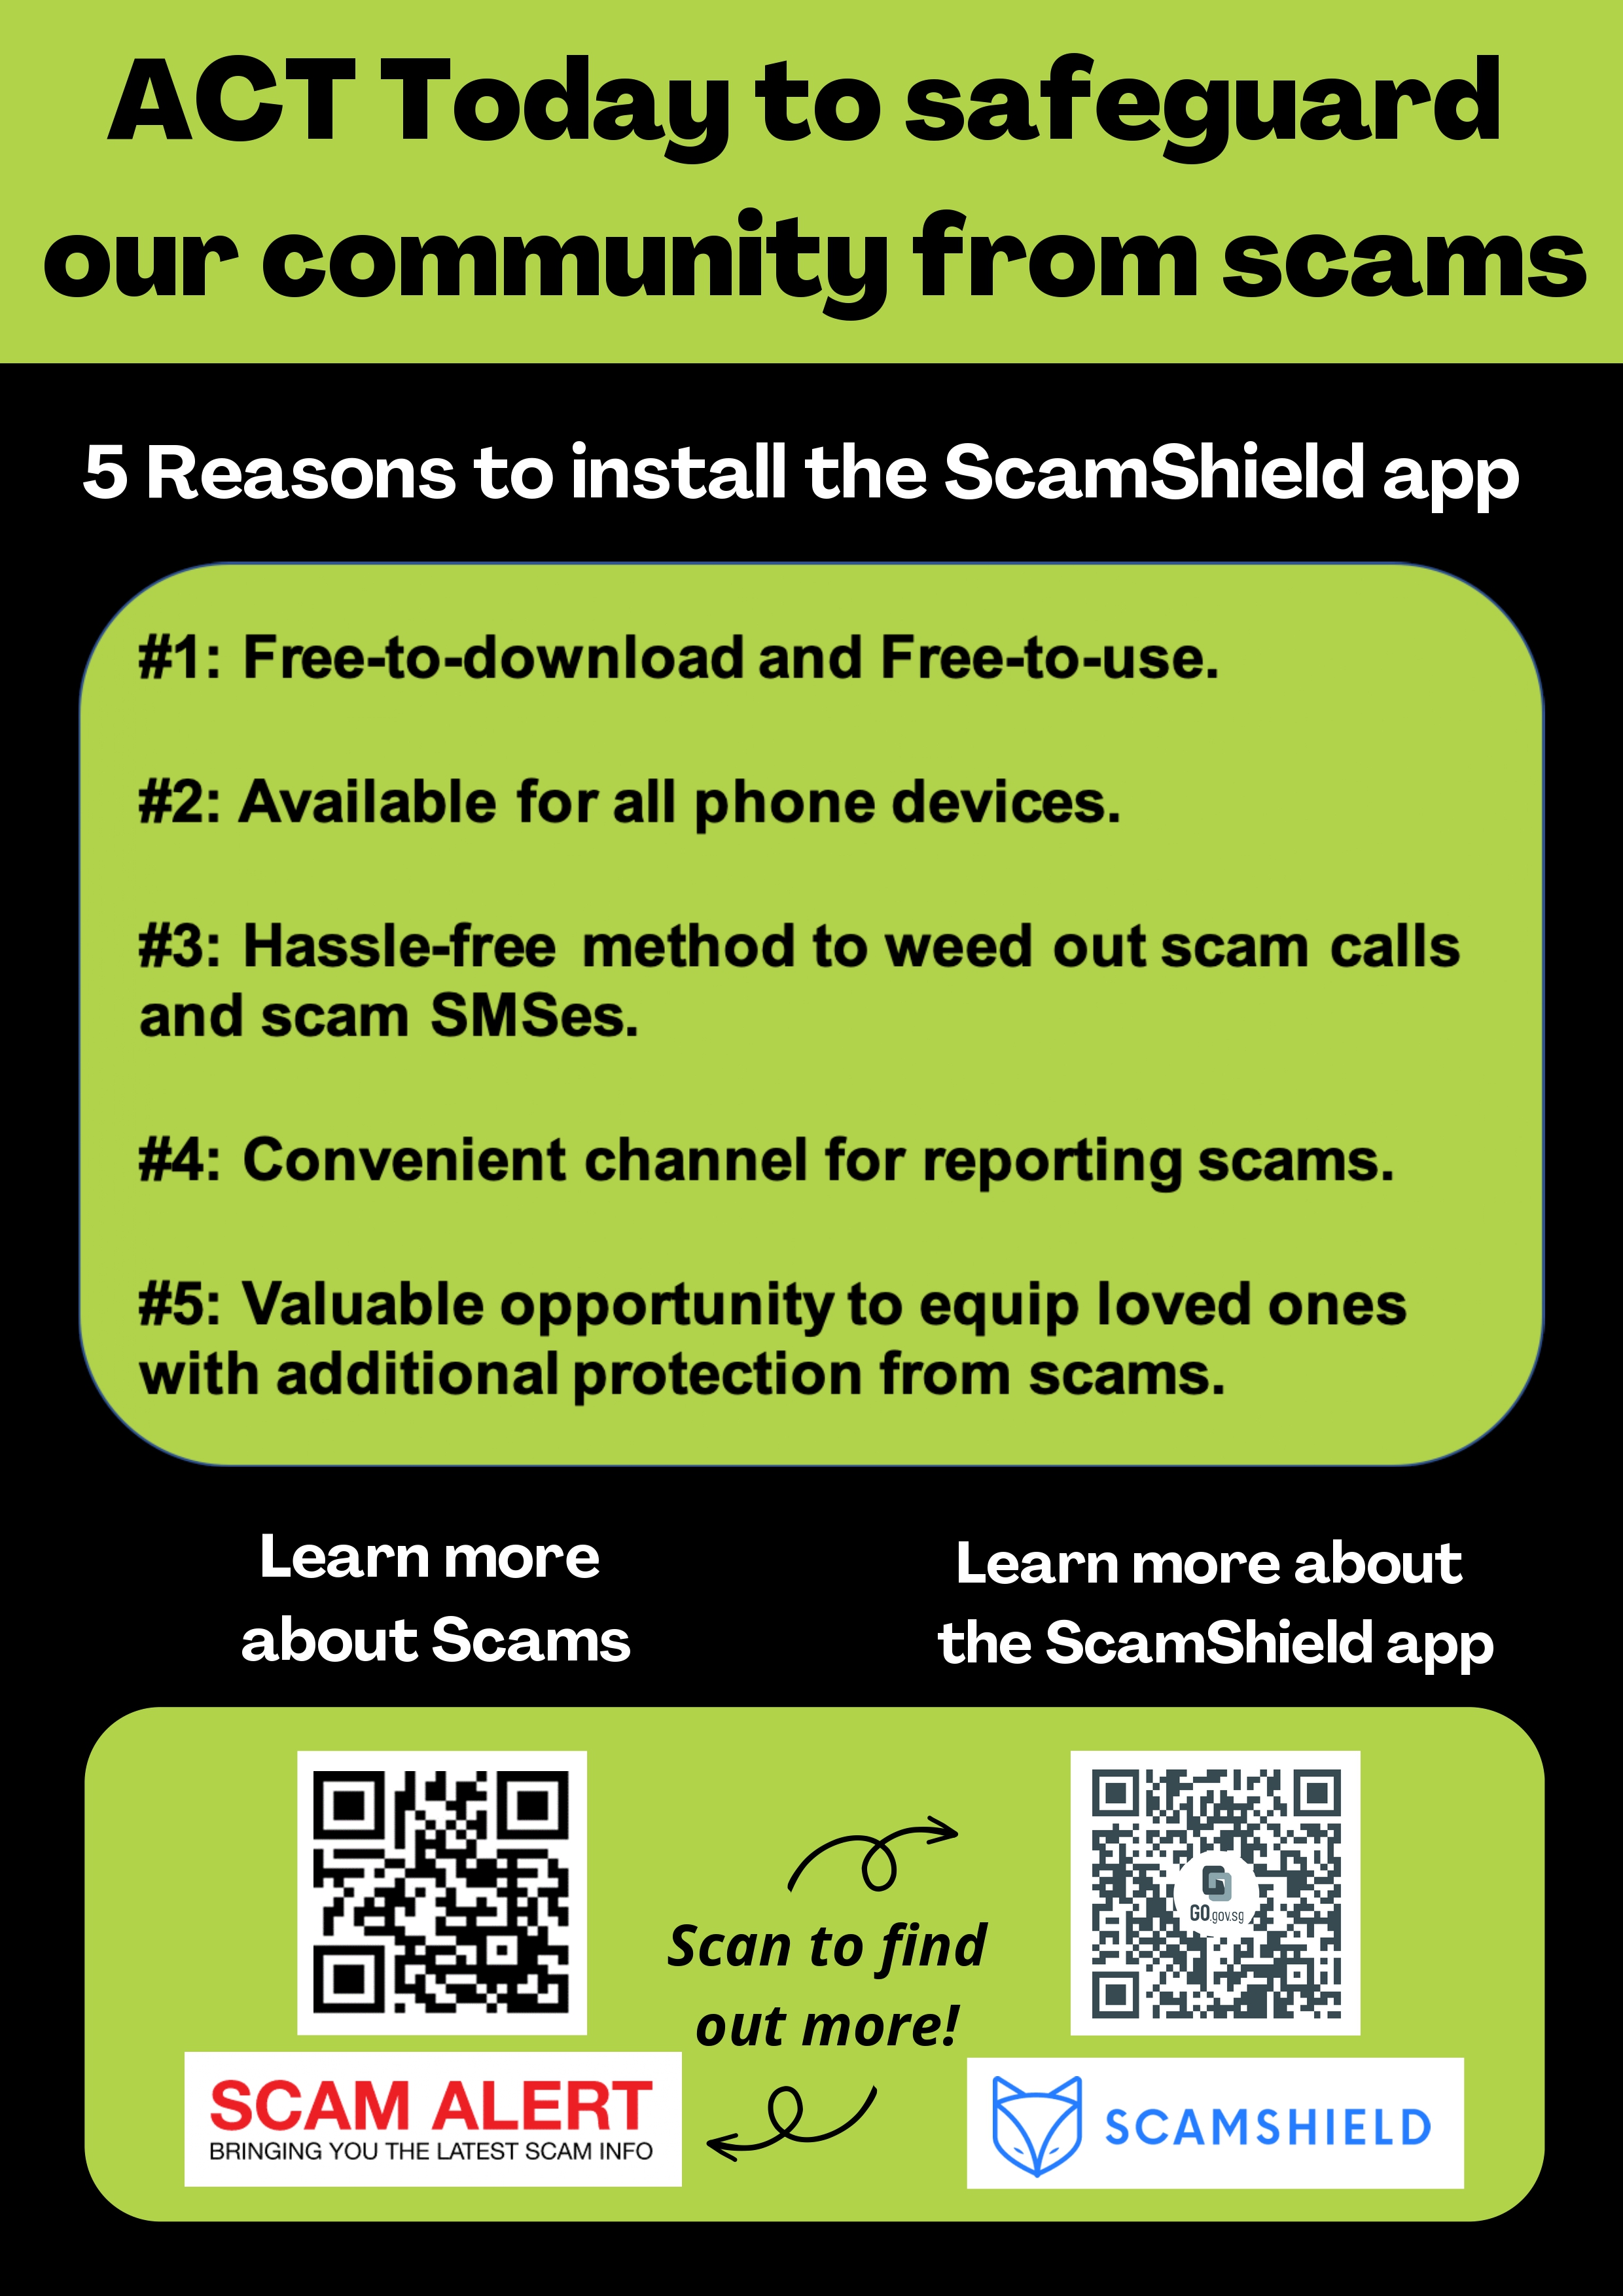 ACT Today to safeguard
our community from scams
5 Reasons to install the ScamShield app
#1: Free-to-download and Free-to-use.
#2: Available for all phone devices.
#3: Hassle-free method to weed out scam calls
and scam SMSes.
#4: Convenient channel for reporting scams.
#5: Valuable opportunity to equip loved ones
with additional protection from scams.
Learn more
about Scams
Learn more about
the ScamShield app
GO.gov.sg
Scan to find
out more!
SCAM ALERT
BRINGING YOU THE LATEST SCAM INFO
SCAMSHIELD